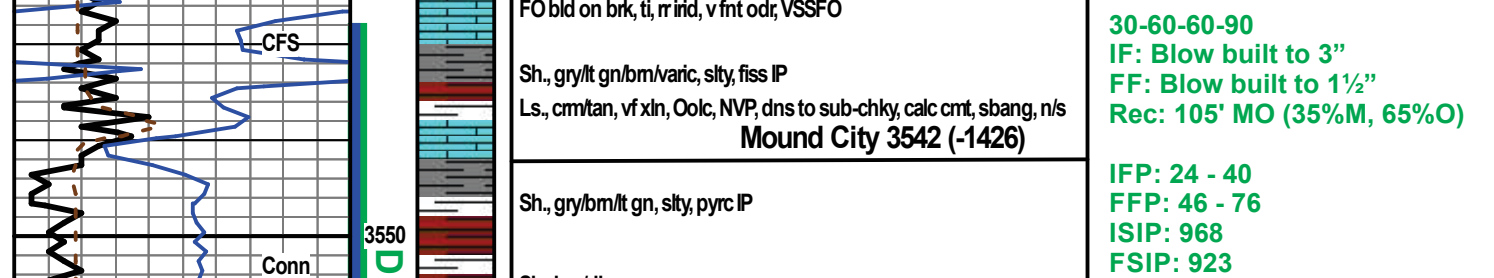 FO bld on brk, ti, rr irid, v fnt odr, VSSFO
CFS
Sh., gry/lt gn/brn/varic, slty, fiss IP
Ls., crm/tan, vf xln, Oolc, NVP, dns to sub-chky, calc cmt, sbang, n/s
Mound City 3542 (-1426)
Sh., gry/brn/lt gn, slty, pyrc IP
3550
D
Conn
30-60-60-90
IF: Blow built to 3”
FF: Blow built to 1½”
Rec: 105' MO (35%M, 65%O)
IFP: 24 - 40
FFP: 46 - 76
ISIP: 968
FSIP: 923